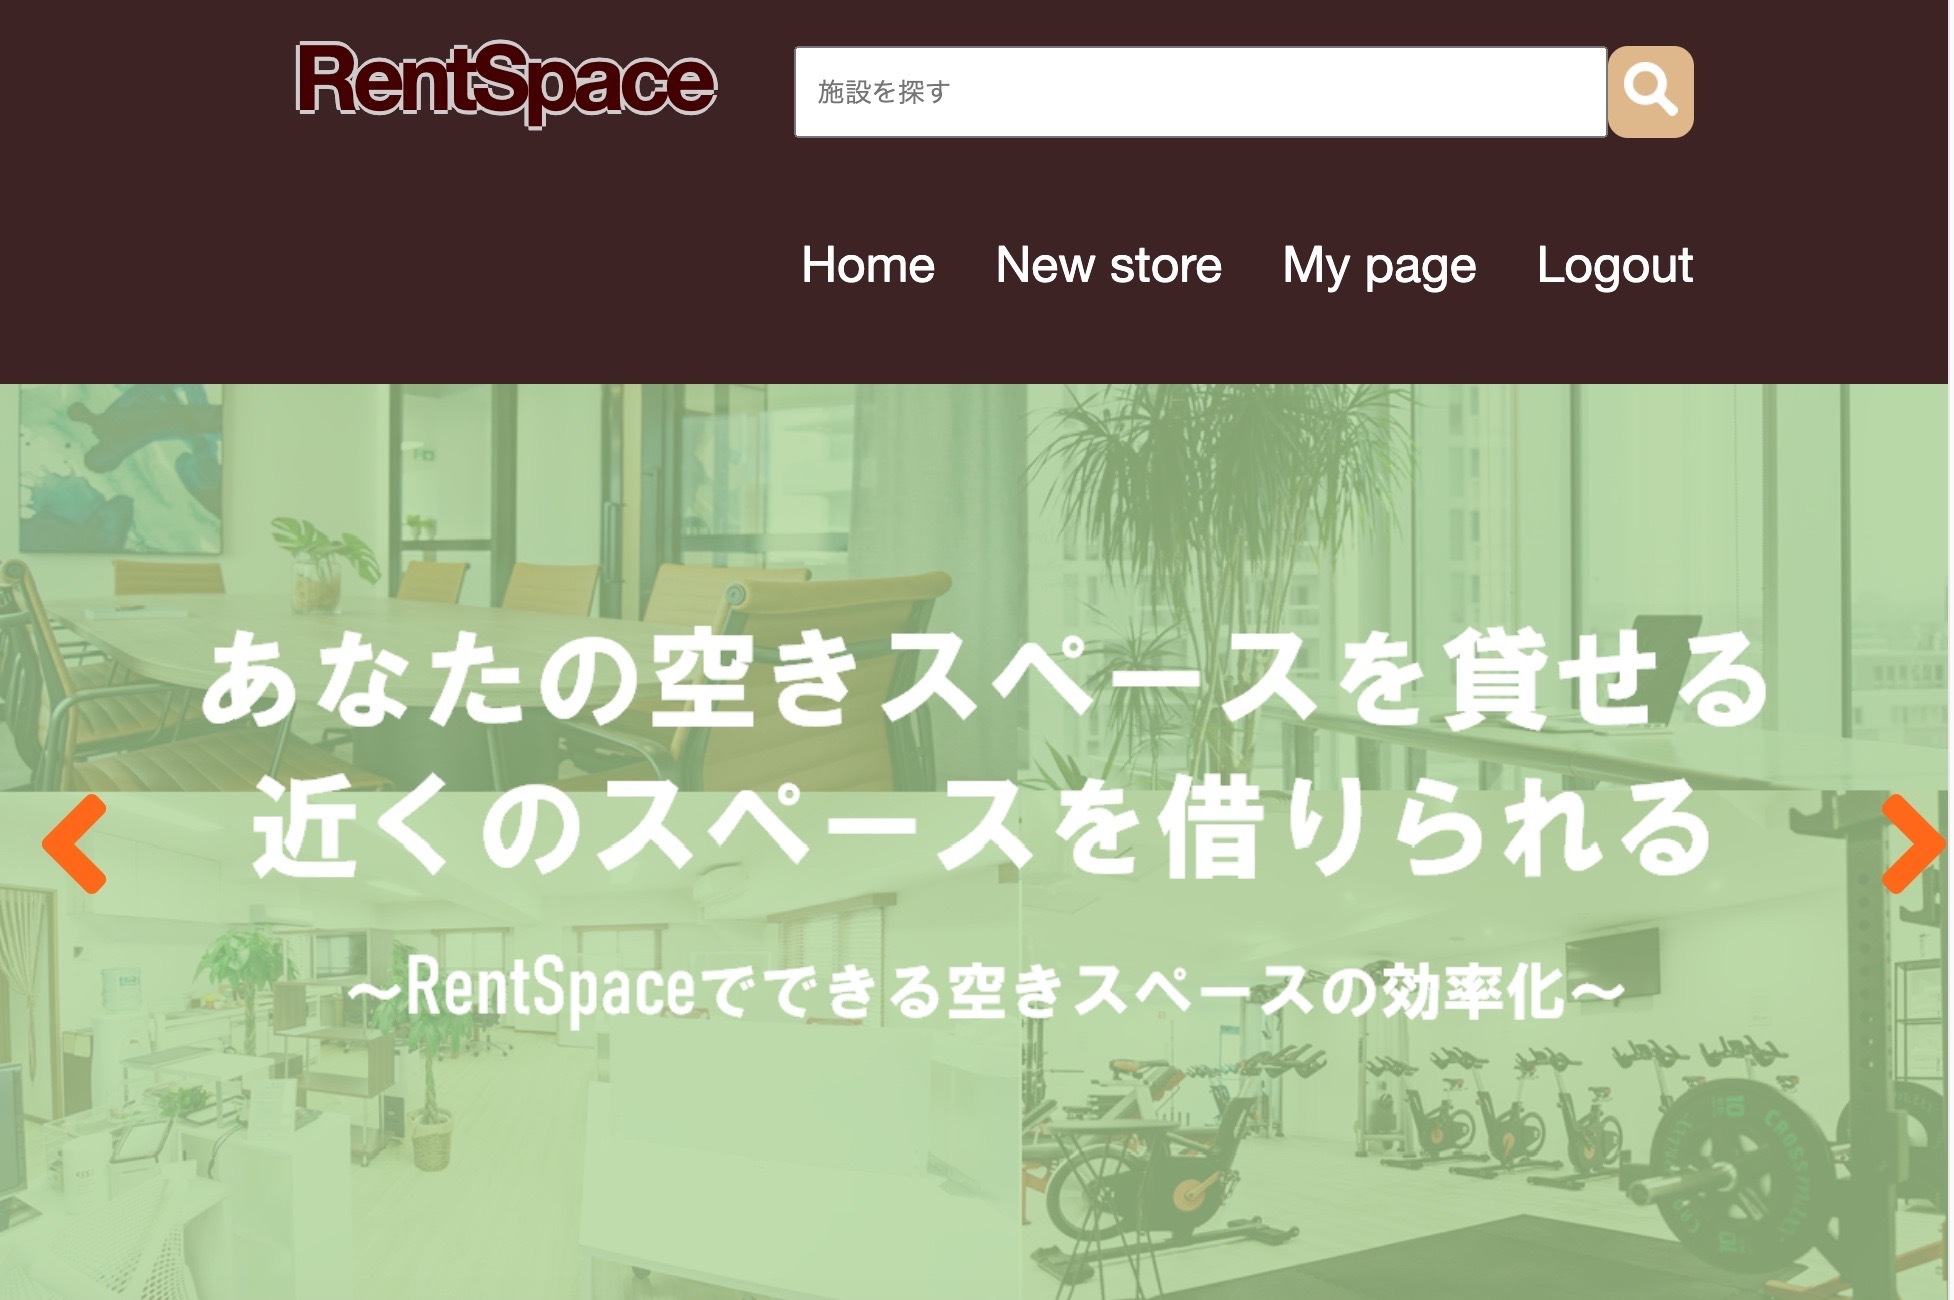 RentSpace
施設を探す
Home New store My page Logout
あなたの空きスペースを貸せる
近くのスペースを借りられる
〜RentSpaceでできる空きスペースの効率化〜
10
CROSSMAXX